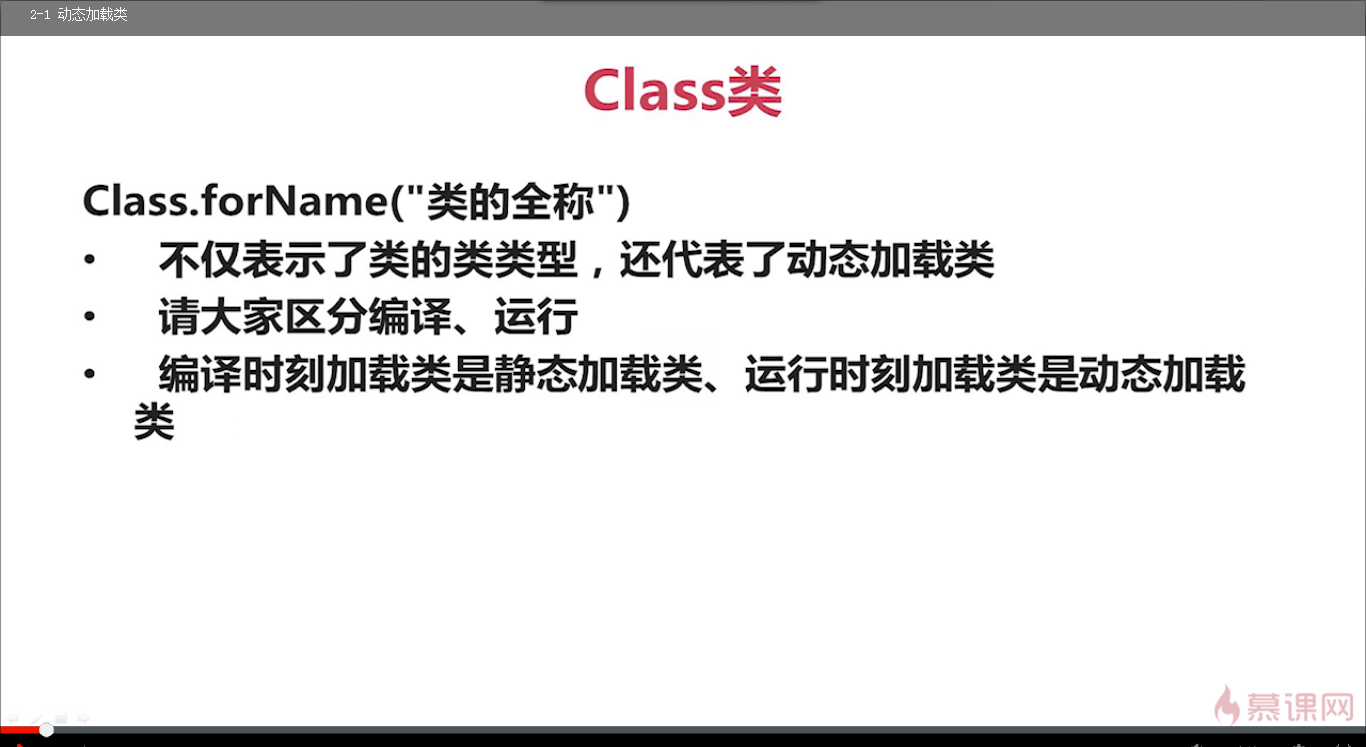 2-1 动态加载类
Class类
Class.forName("类的全称")
• 不仅表示了类的类类型，还代表了动态加载类
• 请大家区分编译、运行
• 编译时刻加载类是静态加载类、运行时刻加载类是动态加载
类
慕课网